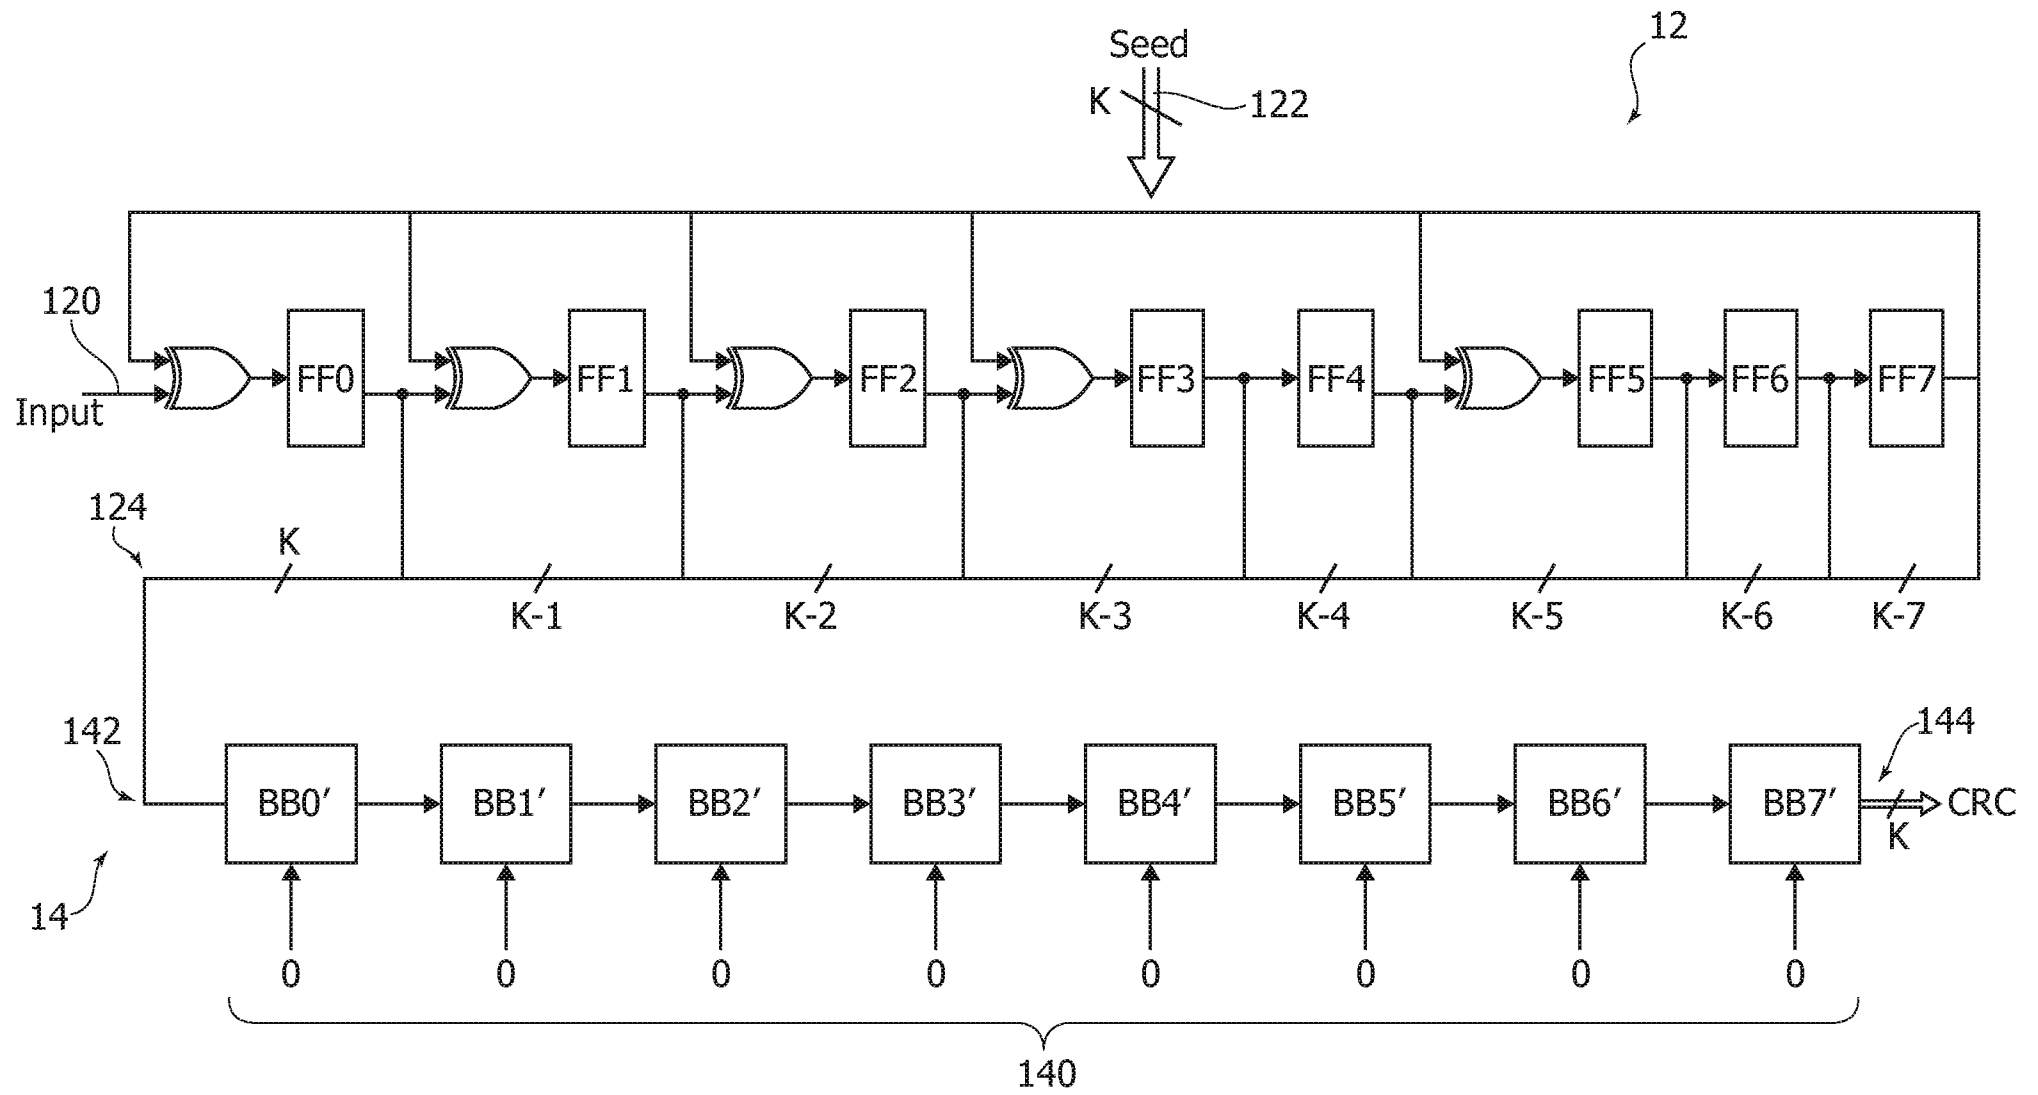 12
Seed
K
122
120
Input
FF0
FF1
FF2
FF3
FF4
FF5
FF6
FF7
124
K
K-1
K-2
K-3
K-4
K-5
K-6
K-7
142
144
BB0′
BB1′
BB2′
BB3′
BB4′
BB5′
BB6′
BB7′
CRC
K
14
0
0
0
0
0
0
0
0
140